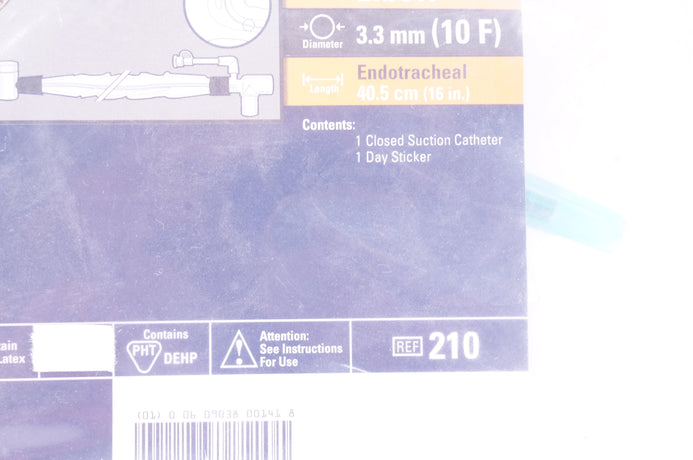 Diameter
3.3 mm (10 F)
Length
Endotracheal
40.5 cm (16 in.)
Contents:
1 Closed Suction Catheter
1 Day Sticker
Latex
Contains
PHT DEHP
Attention:
See Instructions
For Use
REF 210
(01) 0 06 09038 00141 8